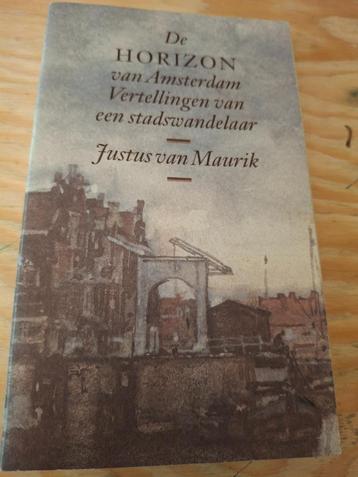 De
HORIZON
van Amsterdam
Vertellingen van
een stadswandelaar
Justus van Maurik